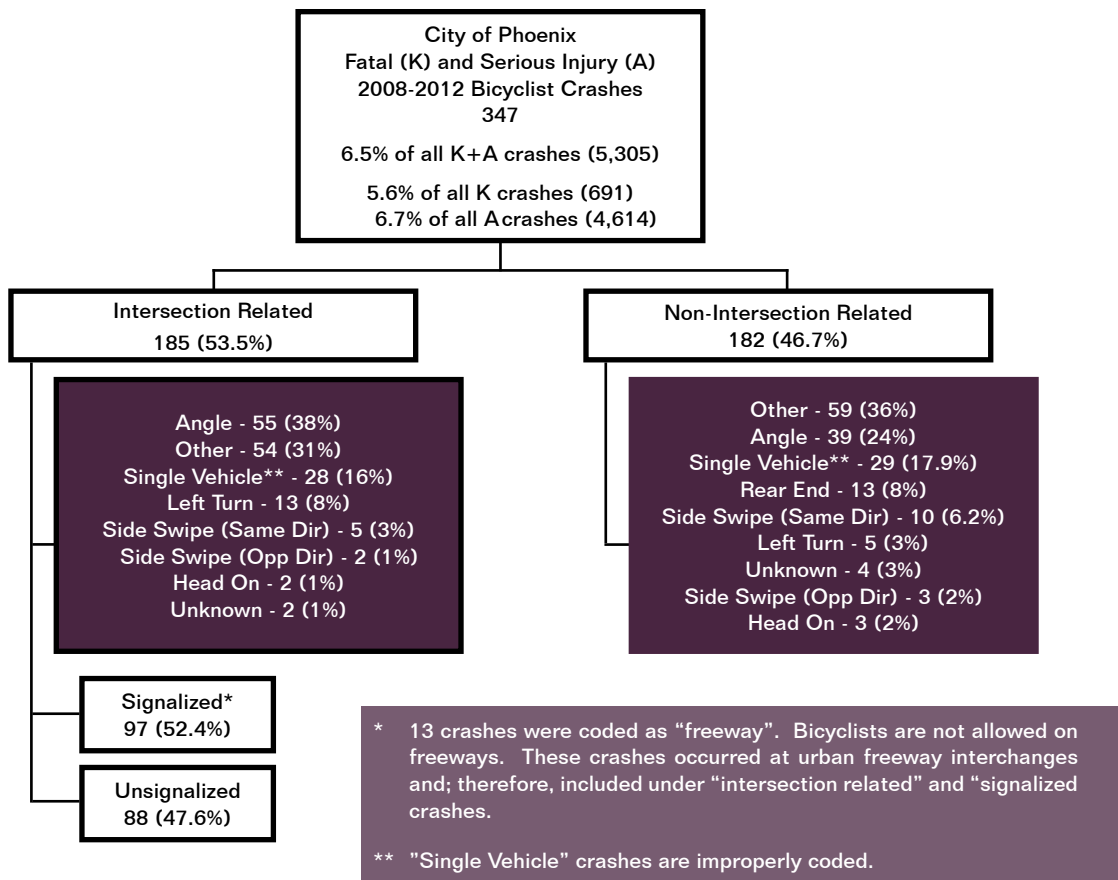 City of Phoenix
Fatal (K) and Serious Injury (A)
2008-2012 Bicyclist Crashes
347
6.5% of all K+A crashes (5,305)
5.6% of all K crashes (691)
6.7% of all A crashes (4,614)
Intersection Related
185 (53.5%)
Non-Intersection Related
182 (46.7%)
Angle - 55 (38%)
Other - 54 (31%)
Single Vehicle** - 28 (16%)
Left Turn - 13 (8%)
Side Swipe (Same Dir) - 5 (3%)
Side Swipe (Opp Dir) - 2 (1%)
Head On - 2 (1%)
Unknown - 2 (1%)
Other - 59 (36%)
Angle - 39 (24%)
Single Vehicle** - 29 (17.9%)
Rear End - 13 (8%)
Side Swipe (Same Dir) - 10 (6.2%)
Left Turn - 5 (3%)
Unknown - 4 (3%)
Side Swipe (Opp Dir) - 3 (2%)
Head On - 3 (2%)
Signalized*
97 (52.4%)
Unsignalized
88 (47.6%)
* 13 crashes were coded as “freeway”. Bicyclists are not allowed on
freeways. These crashes occurred at urban freeway interchanges
and; therefore, included under “intersection related” and “signalized
crashes.
** ”Single Vehicle” crashes are improperly coded.